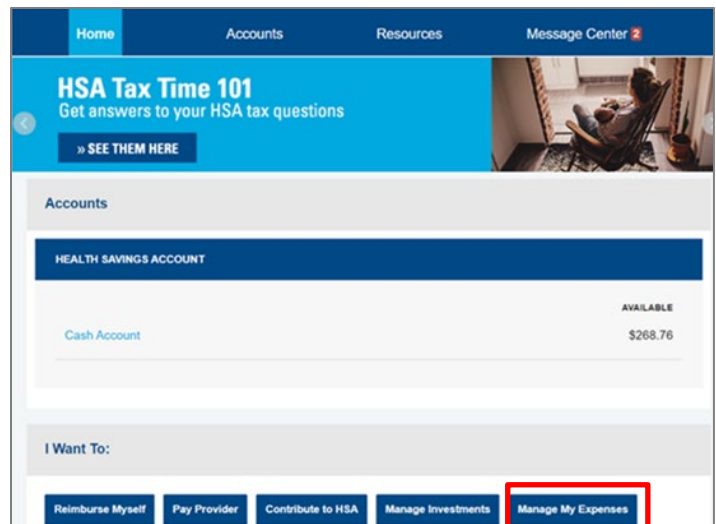 Home Accounts Resources Message Center 2
HSA Tax Time 101
Get answers to your HSA tax questions
» SEE THEM HERE
Accounts
HEALTH SAVINGS ACCOUNT
AVAILABLE
Cash Account $268.76
I Want To:
Reimburse Myself Pay Provider Contribute to HSA Manage Investments Manage My Expenses